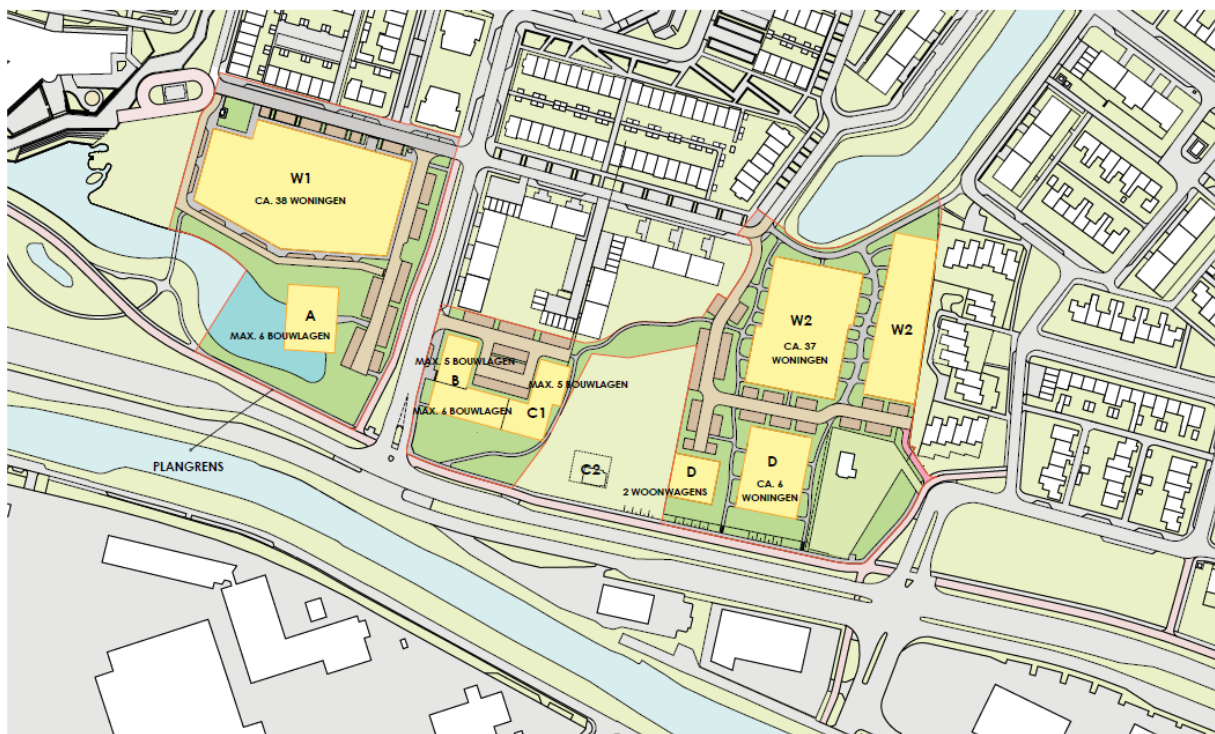 W1
CA. 38 WONINGEN
A
MAX. 6 BOUWLAGEN
PLANGRENS
MAX. 5 BOUWLAGEN
B
MAX. 5 BOUWLAGEN
MAX. 6 BOUWLAGEN
C1
C2
W2
CA. 37
WONINGEN
W2
D
2 WOONWAGENS
D
CA. 6
WONINGEN